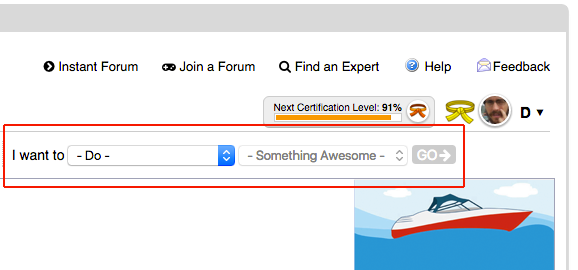 Instant Forum Join a Forum Find an Expert Help Feedback
Next Certification Level: 91% D
I want to - Do - - Something Awesome - GO